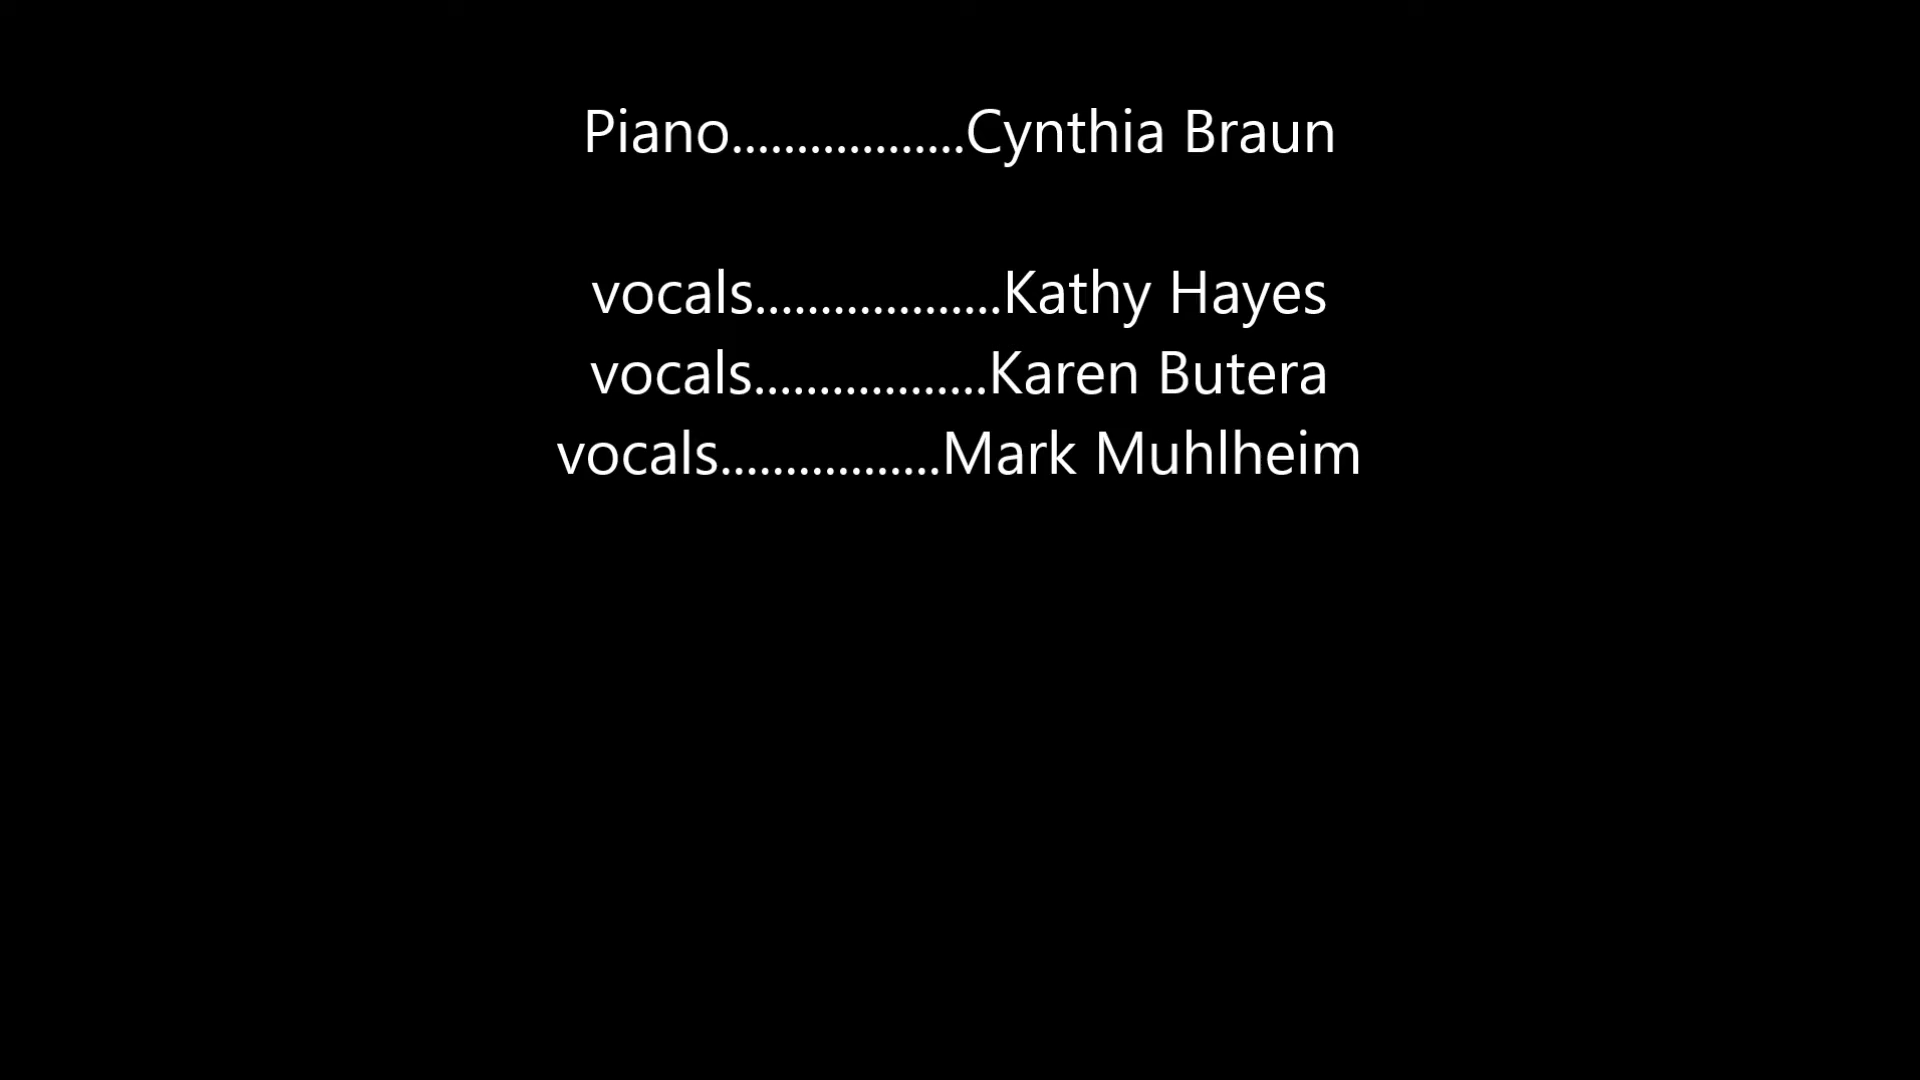 Piano..................Cynthia Braun
vocals...................Kathy Hayes
vocals..................Karen Butera
vocals.................Mark Muhlheim